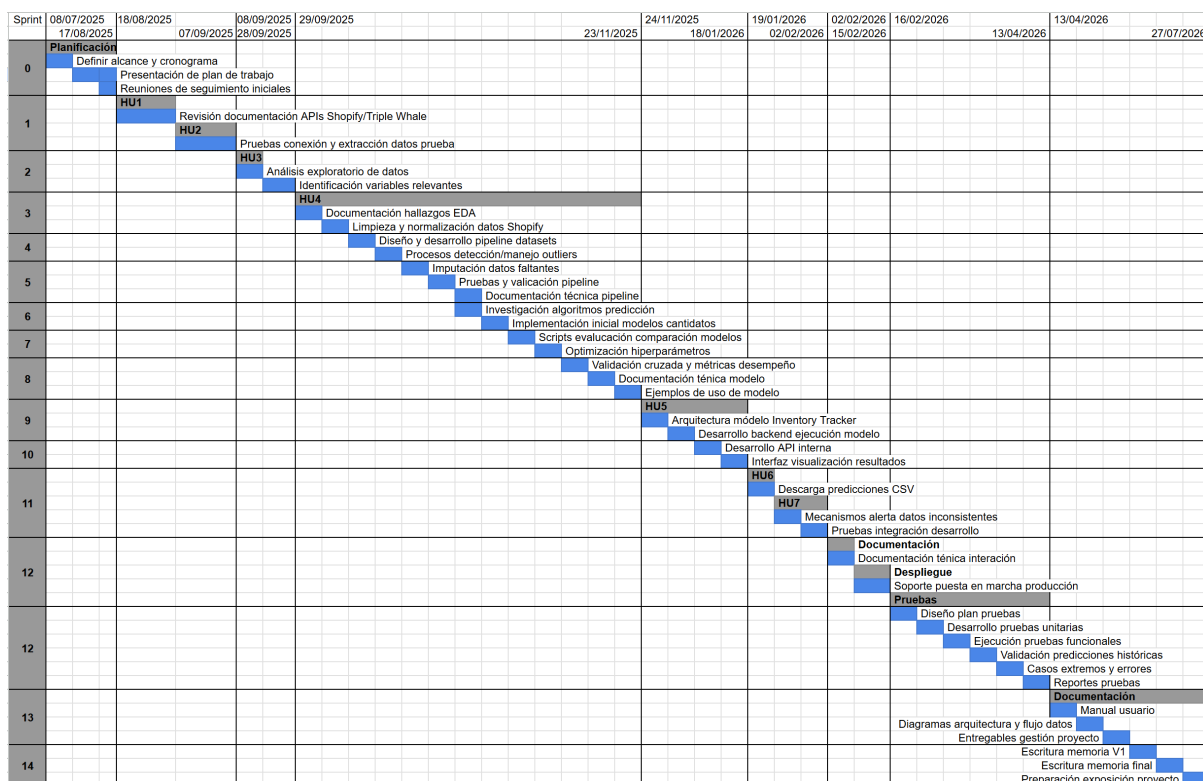 Sprint 08/07/2025 18/08/2025 08/09/2025 29/09/2025 24/11/2025 19/01/2026 02/02/2026 16/02/2026 13/04/2026
17/08/2025 07/09/2025 28/09/2025 23/11/2025 18/01/2026 02/02/2026 15/02/2026 13/04/2026 27/07/2026
Planificación
0 Definir alcance y cronograma
Presentación de plan de trabajo
Reuniones de seguimiento iniciales
HU1
1 Revisión documentación APIs Shopify/Triple Whale
HU2
Pruebas conexión y extracción datos prueba
HU3
2 Análisis exploratorio de datos
Identificación variables relevantes
HU4
3 Documentación hallazgos EDA
Limpieza y normalización datos Shopify
4 Diseño y desarrollo pipeline datasets
Procesos detección/manejo outliers
Imputación datos faltantes
5 Pruebas y valicación pipeline
Documentación técnica pipeline
6 Investigación algoritmos predicción
Implementación inicial modelos cantidatos
7 Scripts evalucación comparación modelos
Optimización hiperparámetros
Validación cruzada y métricas desempeño
8 Documentación ténica modelo
Ejemplos de uso de modelo
HU5
9 Arquitectura módelo Inventory Tracker
Desarrollo backend ejecución modelo
10 Desarrollo API interna
Interfaz visualización resultados
HU6
Descarga predicciones CSV
11 HU7
Mecanismos alerta datos inconsistentes
Pruebas integración desarrollo
Documentación
Documentación ténica interación
12 Despliegue
Soporte puesta en marcha producción
Pruebas
Diseño plan pruebas
Desarrollo pruebas unitarias
12 Ejecución pruebas funcionales
Validación predicciones históricas
Casos extremos y errores
Reportes pruebas
Documentación
13 Manual usuario
Diagramas arquitectura y flujo datos
Entregables gestión proyecto
Escritura memoria V1
14 Escritura memoria final
Preparación exposición proyecto